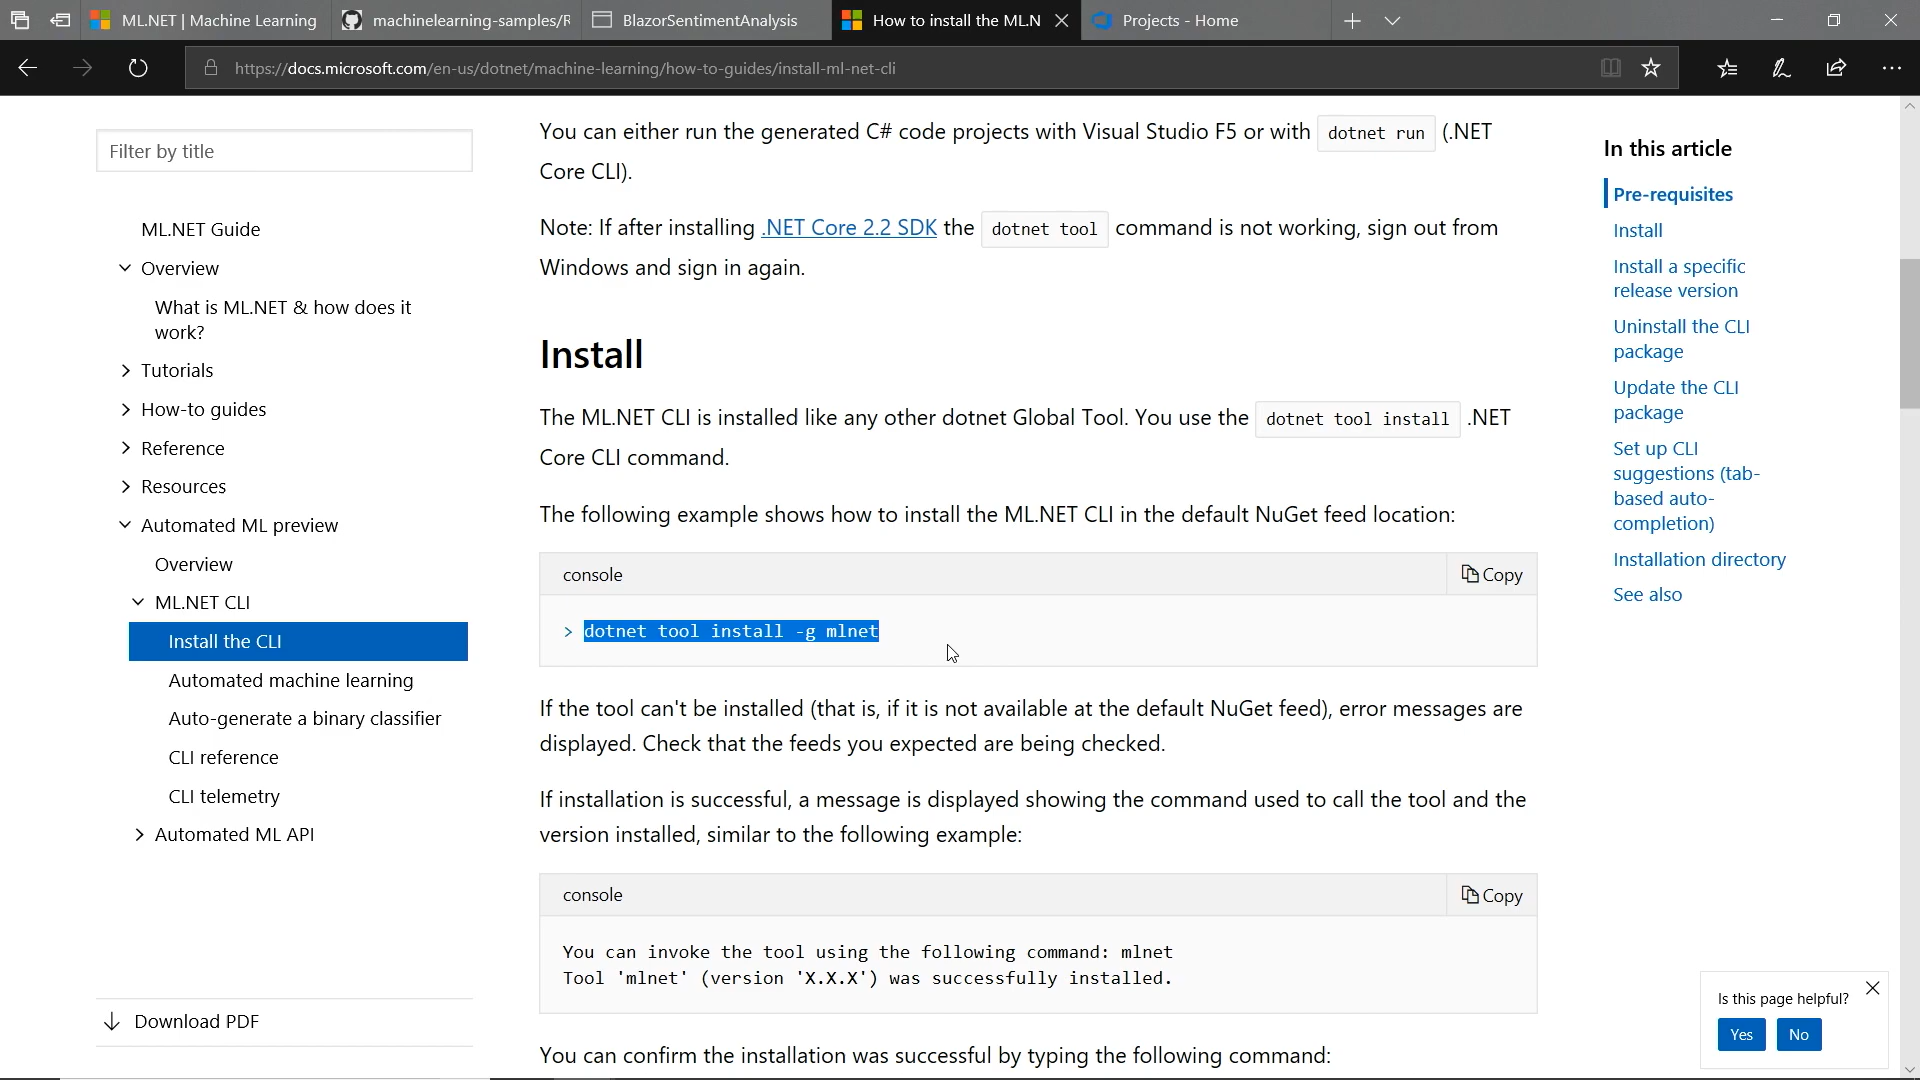 ML.NET | Machine Learning
machinelearning-samples/R
BlazorSentimentAnalysis
How to install the ML.N
Projects - Home
https://docs.microsoft.com/en-us/dotnet/machine-learning/how-to-guides/install-ml-net-cli
Filter by title
ML.NET Guide
Overview
What is ML.NET & how does it
work?
Tutorials
How-to guides
Reference
Resources
Automated ML preview
Overview
ML.NET CLI
Install the CLI
Automated machine learning
Auto-generate a binary classifier
CLI reference
CLI telemetry
Automated ML API
Download PDF
You can either run the generated C# code projects with Visual Studio F5 or with dotnet run (.NET
Core CLI).
Note: If after installing .NET Core 2.2 SDK the dotnet tool command is not working, sign out from
Windows and sign in again.
Install
The ML.NET CLI is installed like any other dotnet Global Tool. You use the dotnet tool install .NET
Core CLI command.
The following example shows how to install the ML.NET CLI in the default NuGet feed location:
console
Copy
> dotnet tool install -g mlnet
If the tool can't be installed (that is, if it is not available at the default NuGet feed), error messages are
displayed. Check that the feeds you expected are being checked.
If installation is successful, a message is displayed showing the command used to call the tool and the
version installed, similar to the following example:
console
Copy
You can invoke the tool using the following command: mlnet
Tool 'mlnet' (version 'X.X.X') was successfully installed.
You can confirm the installation was successful by typing the following command:
In this article
Pre-requisites
Install
Install a specific
release version
Uninstall the CLI
package
Update the CLI
package
Set up CLI
suggestions (tab-
based auto-
completion)
Installation directory
See also
Is this page helpful?
Yes
No